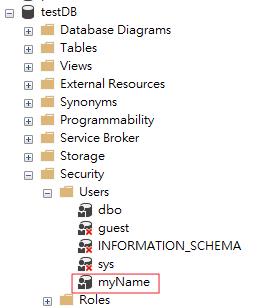 testDB
Database Diagrams
Tables
Views
External Resources
Synonyms
Programmability
Service Broker
Storage
Security
Users
dbo
guest
INFORMATION_SCHEMA
sys
myName
Roles